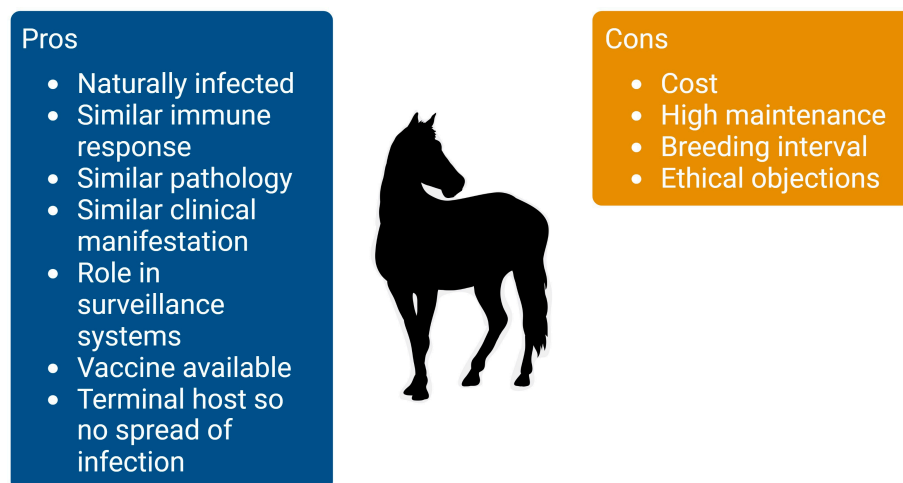 Pros
• Naturally infected
• Similar immune
response
• Similar pathology
• Similar clinical
manifestation
• Role in
surveillance
systems
• Vaccine available
• Terminal host so
no spread of
infection
Cons
• Cost
• High maintenance
• Breeding interval
• Ethical objections